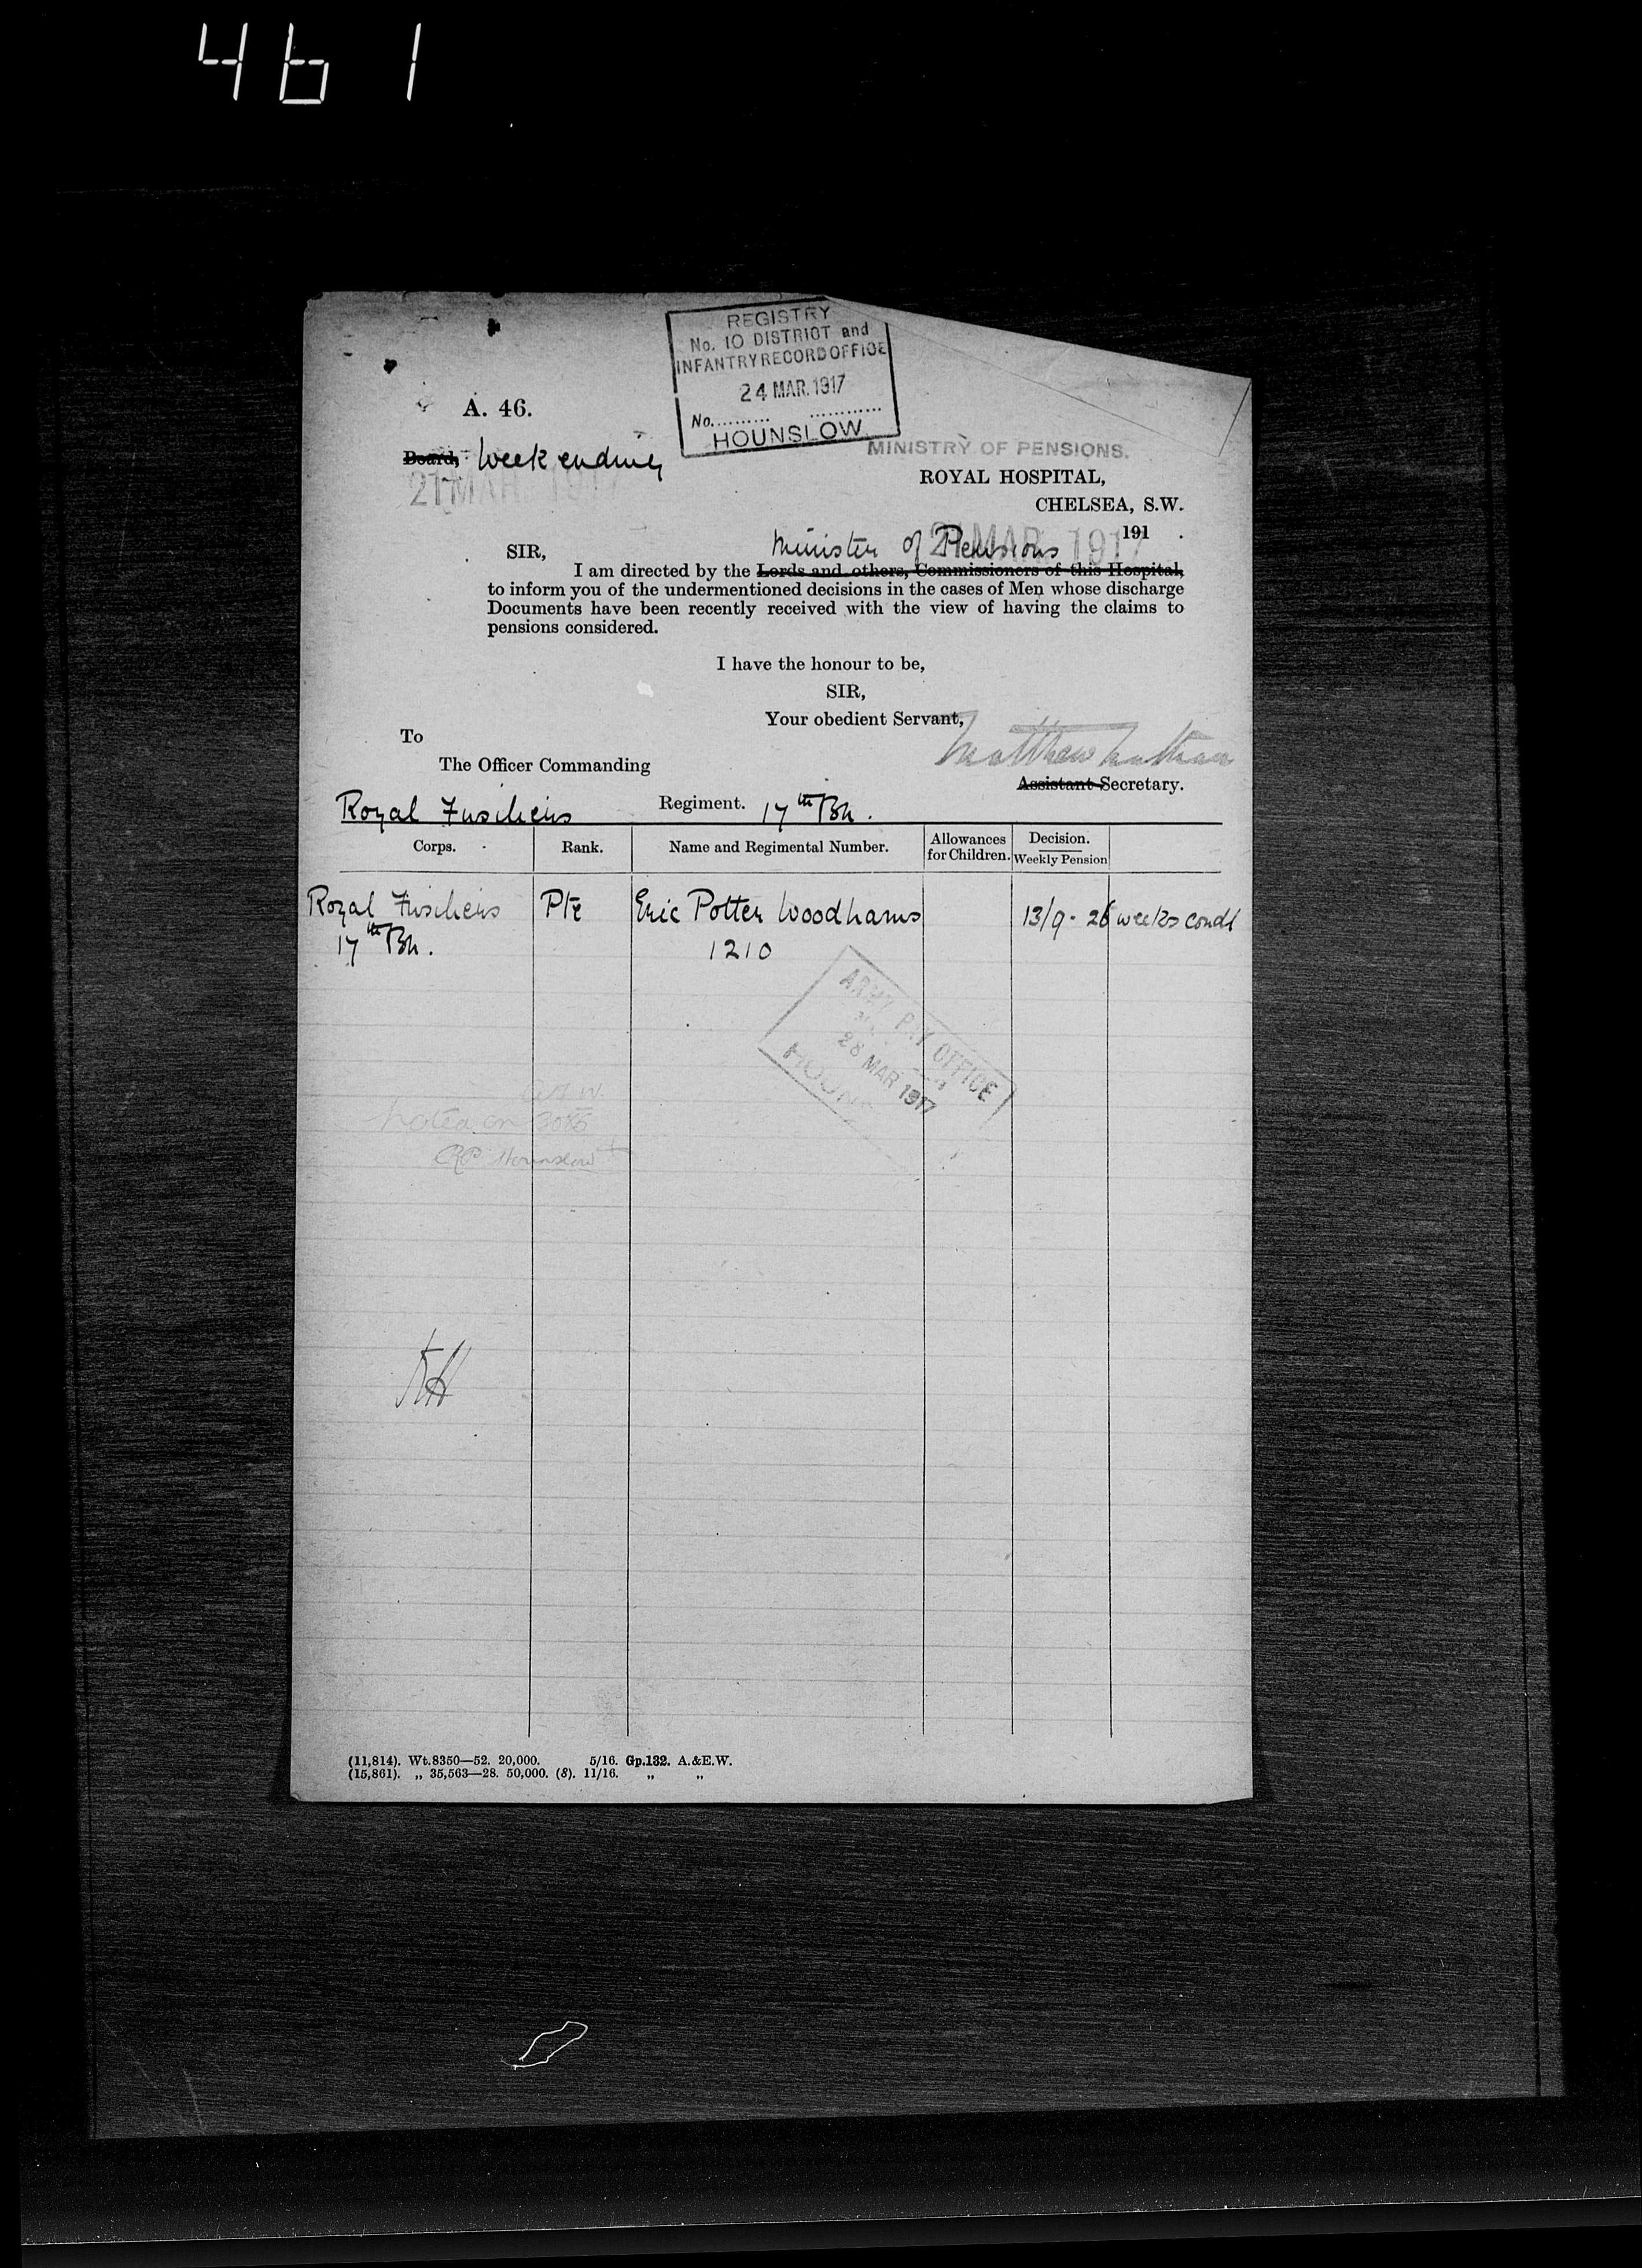 461
REGISTRY
No. 10 DISTRICT and
INFANTRY RECORD OFFICE
24 MAR. 1917
No.
HOUNSLOW
A. 46.
Board, Week ending
21 MAR 1917
MINISTRY OF PENSIONS.
ROYAL HOSPITAL,
CHELSEA, S.W.
21 MAR 1917
191 .
SIR,
Minister of Pensions
I am directed by the Lords and others, Commissioners of this Hospital,
to inform you of the undermentioned decisions in the cases of Men whose discharge
Documents have been recently received with the view of having the claims to
pensions considered.
I have the honour to be,
SIR,
Your obedient Servant,
Matthew Nathan
Assistant Secretary.
To
The Officer Commanding
Royal Fusiliers Regiment. 17th Bn.
Corps. Rank. Name and Regimental Number. Allowances for Children. Decision. Weekly Pension
Royal Fusiliers Pte Eric Potter Woodhams 13/9 - 26 weeks condl
17th Bn. 1210
ARMY PAY OFFICE
28 MAR 1917
HOUN
Noted on
Hounslow
(11,814). Wt.8350—52. 20,000. 5/16. Gp.132. A.&E.W.
(15,861). „ 35,563—28. 50,000. (8). 11/16. „ „